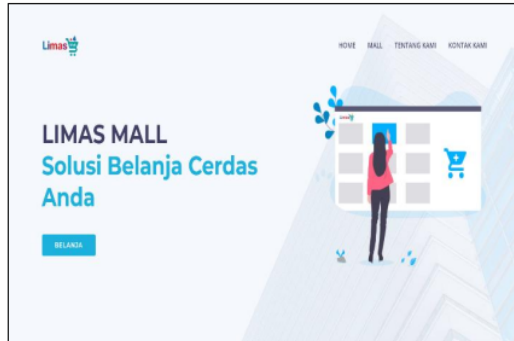 Limas
HOME MALL TENTANG KAMI KONTAK KAMI
LIMAS MALL
Solusi Belanja Cerdas
Anda
BELANJA